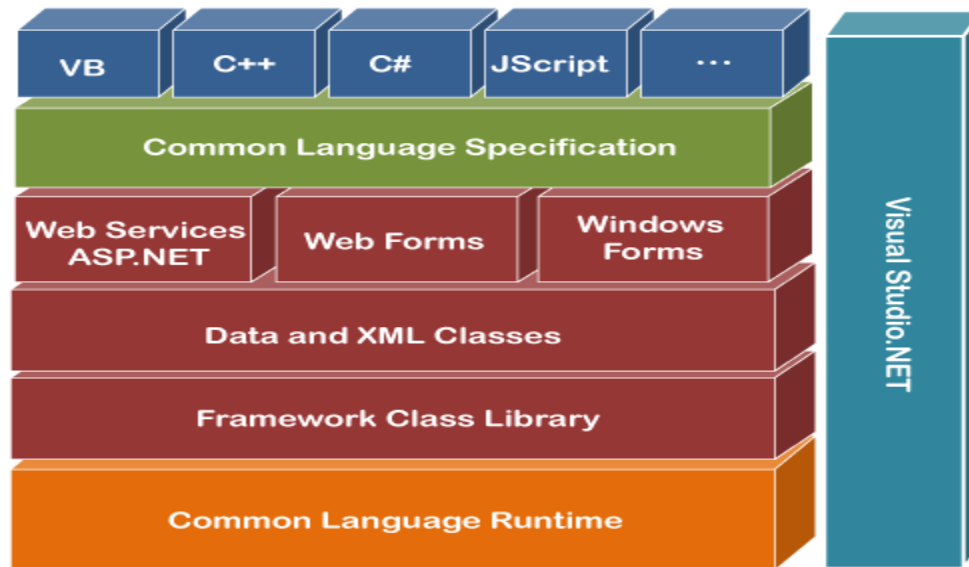 VB
C++
C#
JScript
...
Common Language Specification
Web Services
ASP.NET
Web Forms
Windows
Forms
Data and XML Classes
Framework Class Library
Common Language Runtime
Visual Studio.NET